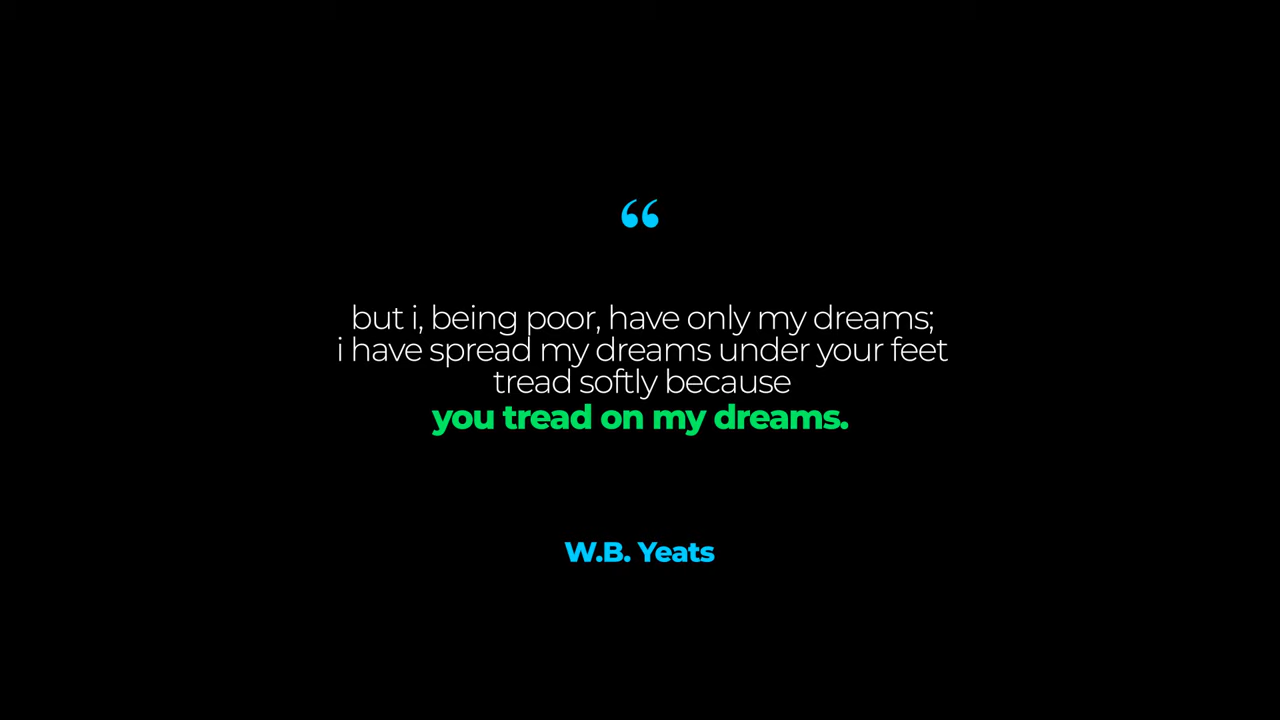 “
but i, being poor, have only my dreams;
i have spread my dreams under your feet
tread softly because
you tread on my dreams.
W.B. Yeats